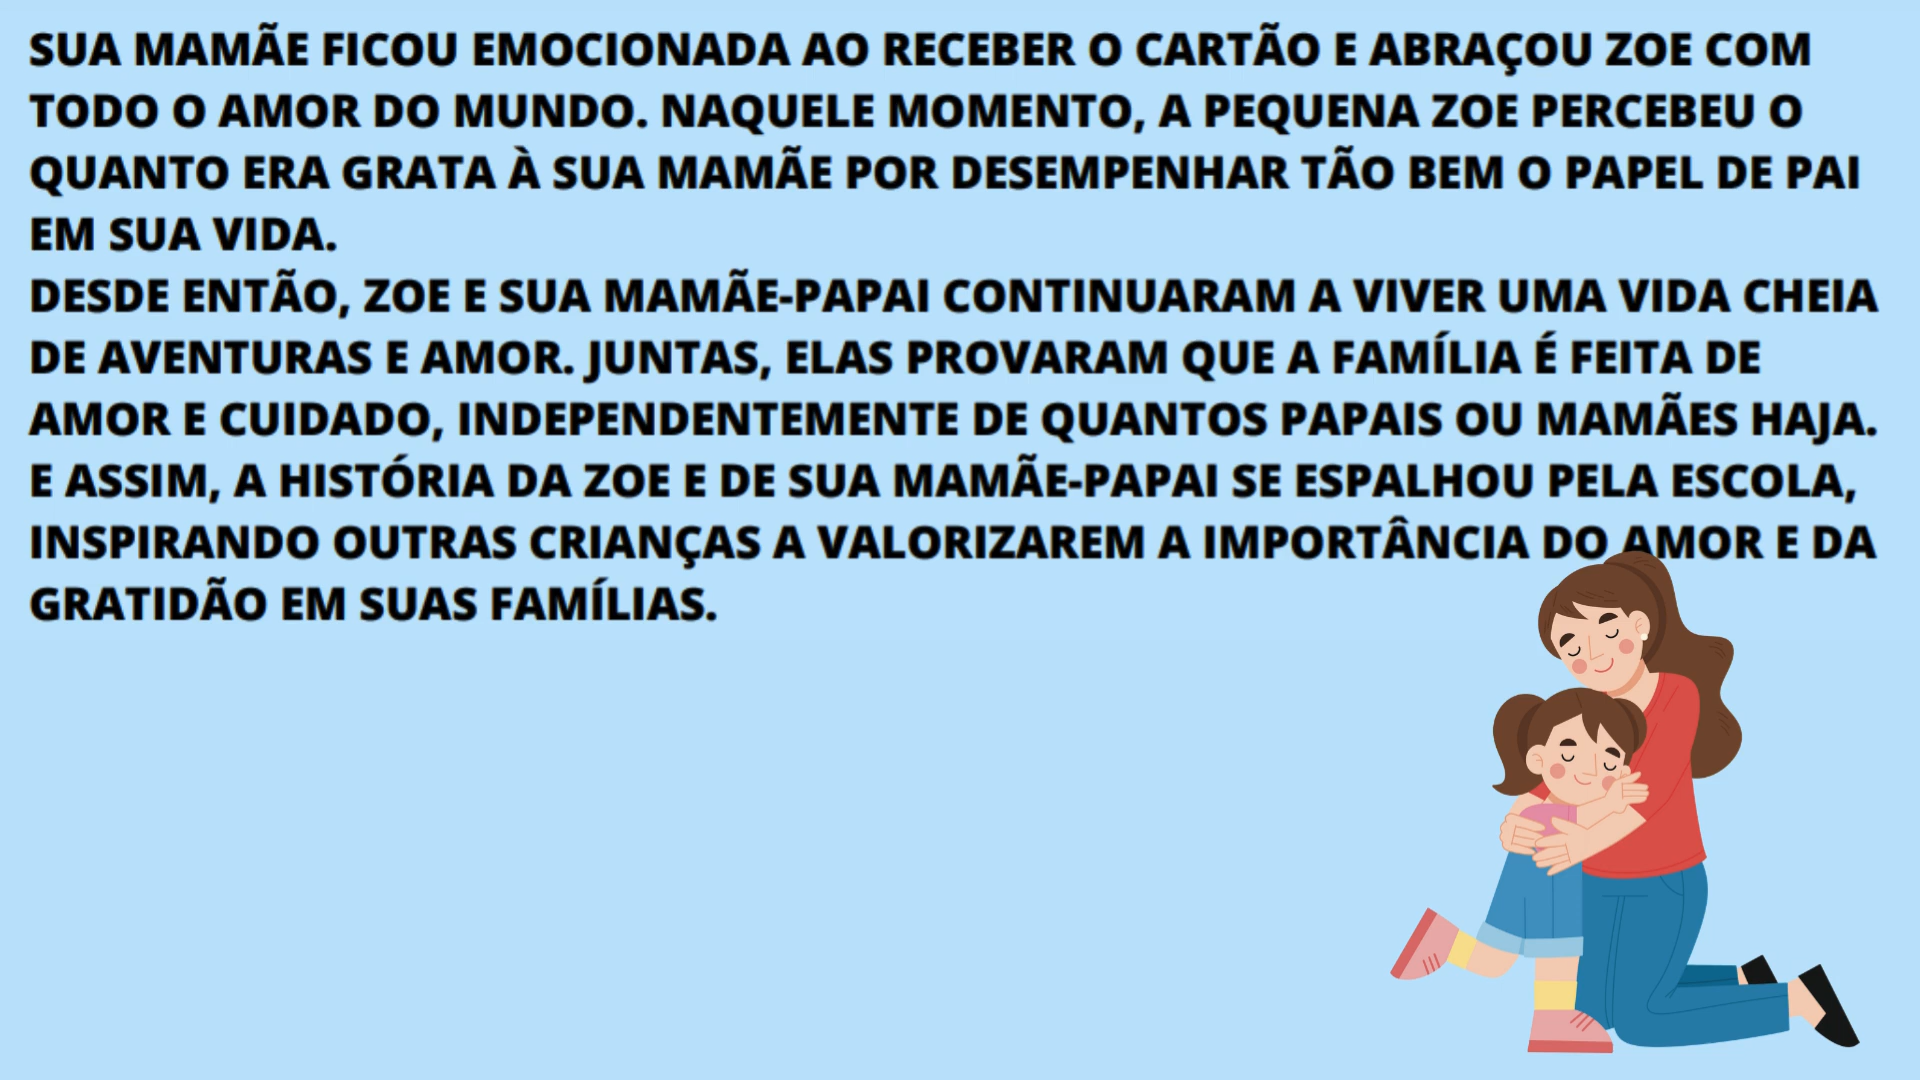 SUA MAMÃE FICOU EMOCIONADA AO RECEBER O CARTÃO E ABRAÇOU ZOE COM
TODO O AMOR DO MUNDO. NAQUELE MOMENTO, A PEQUENA ZOE PERCEBEU O
QUANTO ERA GRATA À SUA MAMÃE POR DESEMPENHAR TÃO BEM O PAPEL DE PAI
EM SUA VIDA.
DESDE ENTÃO, ZOE E SUA MAMÃE-PAPAI CONTINUARAM A VIVER UMA VIDA CHEIA
DE AVENTURAS E AMOR. JUNTAS, ELAS PROVARAM QUE A FAMÍLIA É FEITA DE
AMOR E CUIDADO, INDEPENDENTEMENTE DE QUANTOS PAPAIS OU MAMÃES HAJA.
E ASSIM, A HISTÓRIA DA ZOE E DE SUA MAMÃE-PAPAI SE ESPALHOU PELA ESCOLA,
INSPIRANDO OUTRAS CRIANÇAS A VALORIZAREM A IMPORTÂNCIA DO AMOR E DA
GRATIDÃO EM SUAS FAMÍLIAS.